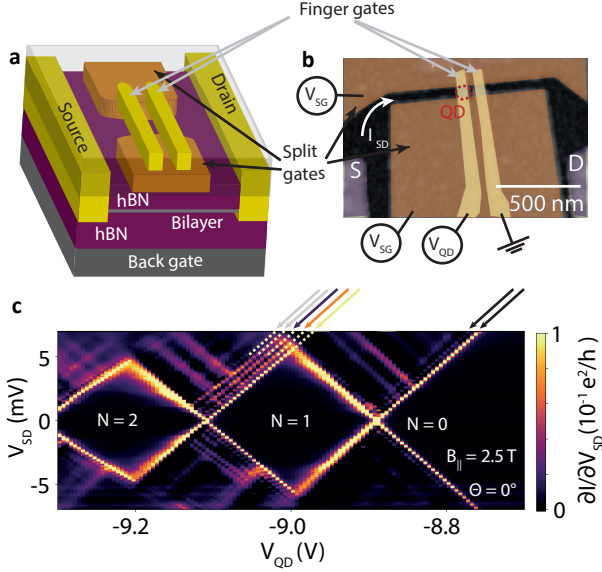 Finger gates
a
b
Source
Drain
Split
gates
hBN
Bilayer
hBN
Back gate
V_SG
QD
I_SD
S
D
500 nm
V_SG
V_QD
c
V_SD (mV)
5
0
-5
N = 2
N = 1
N = 0
B_|| = 2.5 T
Θ = 0°
-9.2
-9.0
-8.8
V_QD (V)
1
0
∂I/∂V_SD (10⁻¹ e²/h)